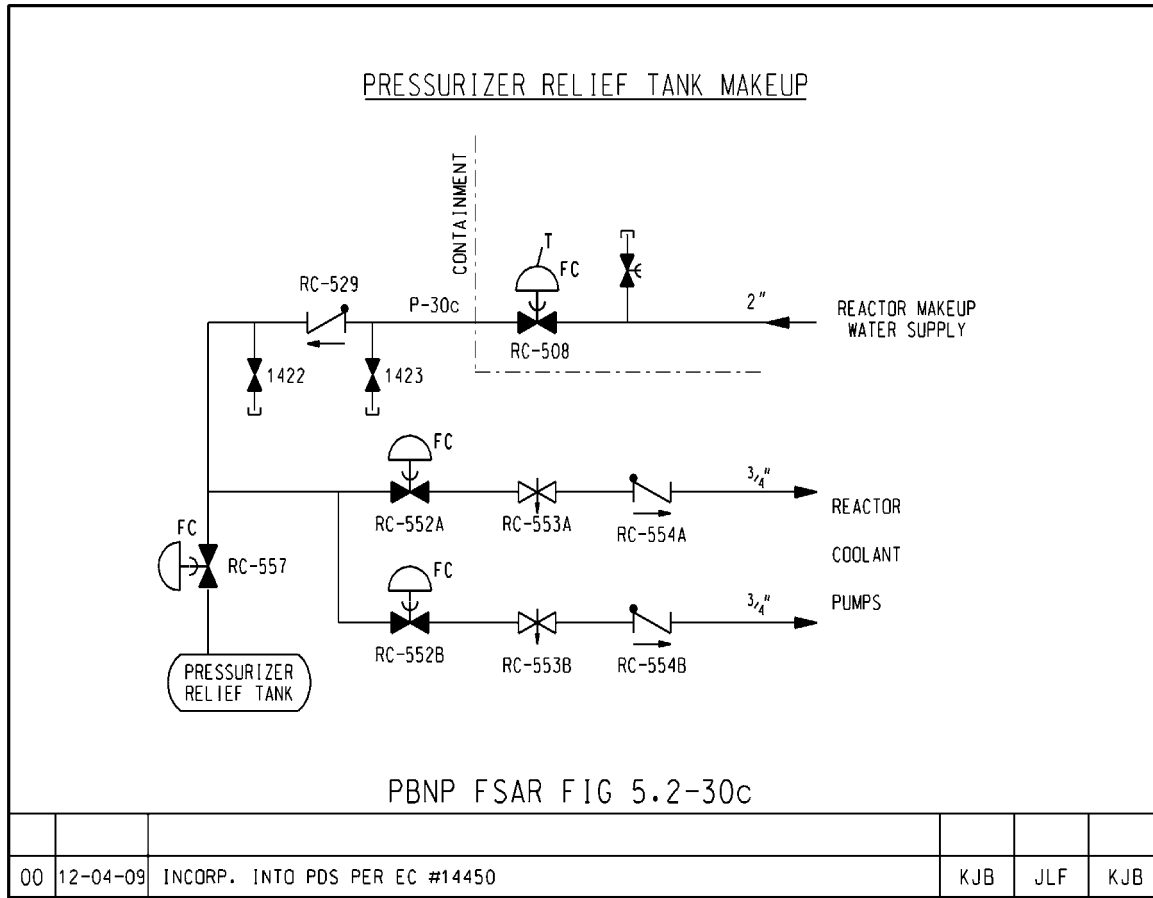 PRESSURIZER RELIEF TANK MAKEUP
CONTAINMENT
T
FC
RC-529
P-30c
2"
REACTOR MAKEUP
WATER SUPPLY
RC-508
1422
1423
FC
3/4"
REACTOR
RC-552A
RC-553A
RC-554A
FC
COOLANT
RC-557
FC
3/4"
PUMPS
RC-552B
RC-553B
RC-554B
PRESSURIZER
RELIEF TANK
PBNP FSAR FIG 5.2-30c
00 12-04-09 INCORP. INTO PDS PER EC #14450 KJB JLF KJB